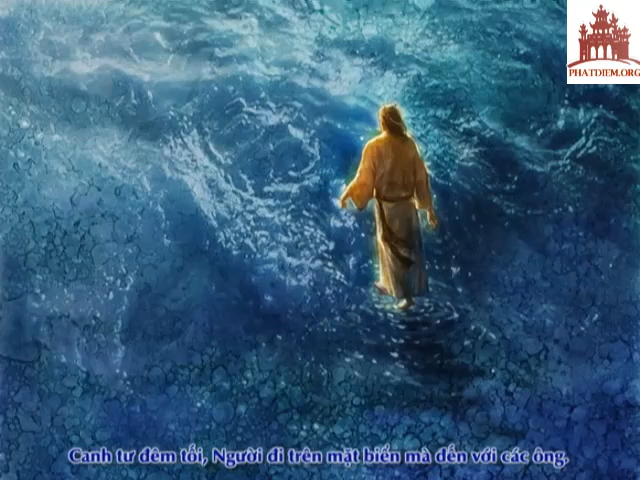 PHATDIEM.ORG
Canh tư đêm tối, Người đi trên mặt biển mà đến với các ông.